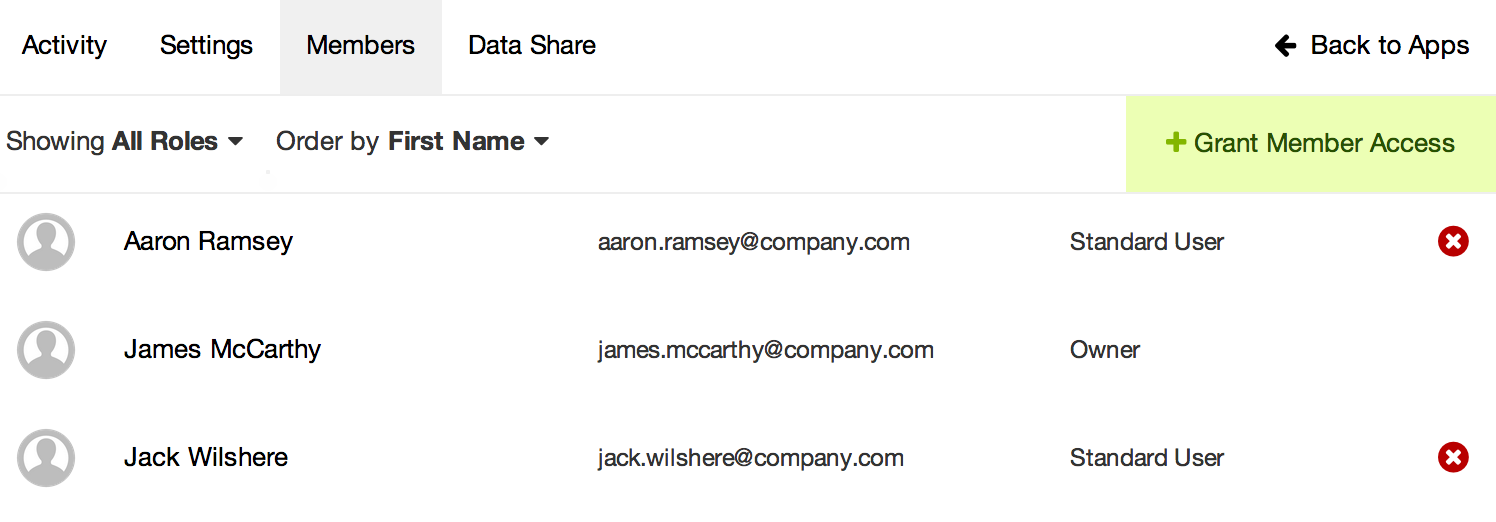 Activity Settings Members Data Share Back to Apps
Showing All Roles Order by First Name + Grant Member Access
Aaron Ramsey aaron.ramsey@company.com Standard User
James McCarthy james.mccarthy@company.com Owner
Jack Wilshere jack.wilshere@company.com Standard User